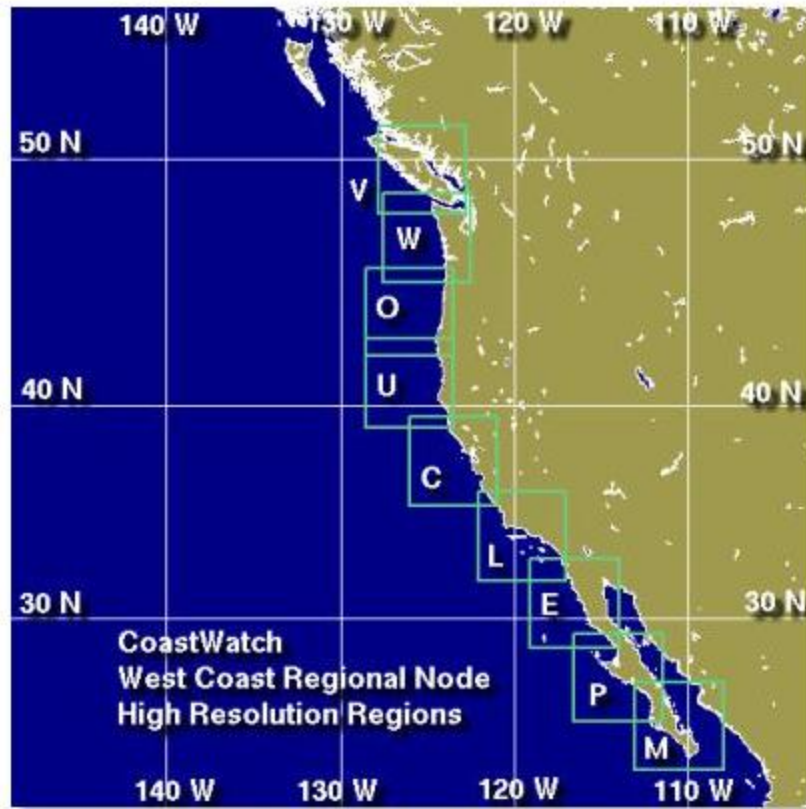 140 W 130 W 120 W 110 W
50 N 50 N
V
W
O
U
40 N 40 N
C
L
E
30 N 30 N
CoastWatch
West Coast Regional Node
High Resolution Regions
P
M
140 W 130 W 120 W 110 W